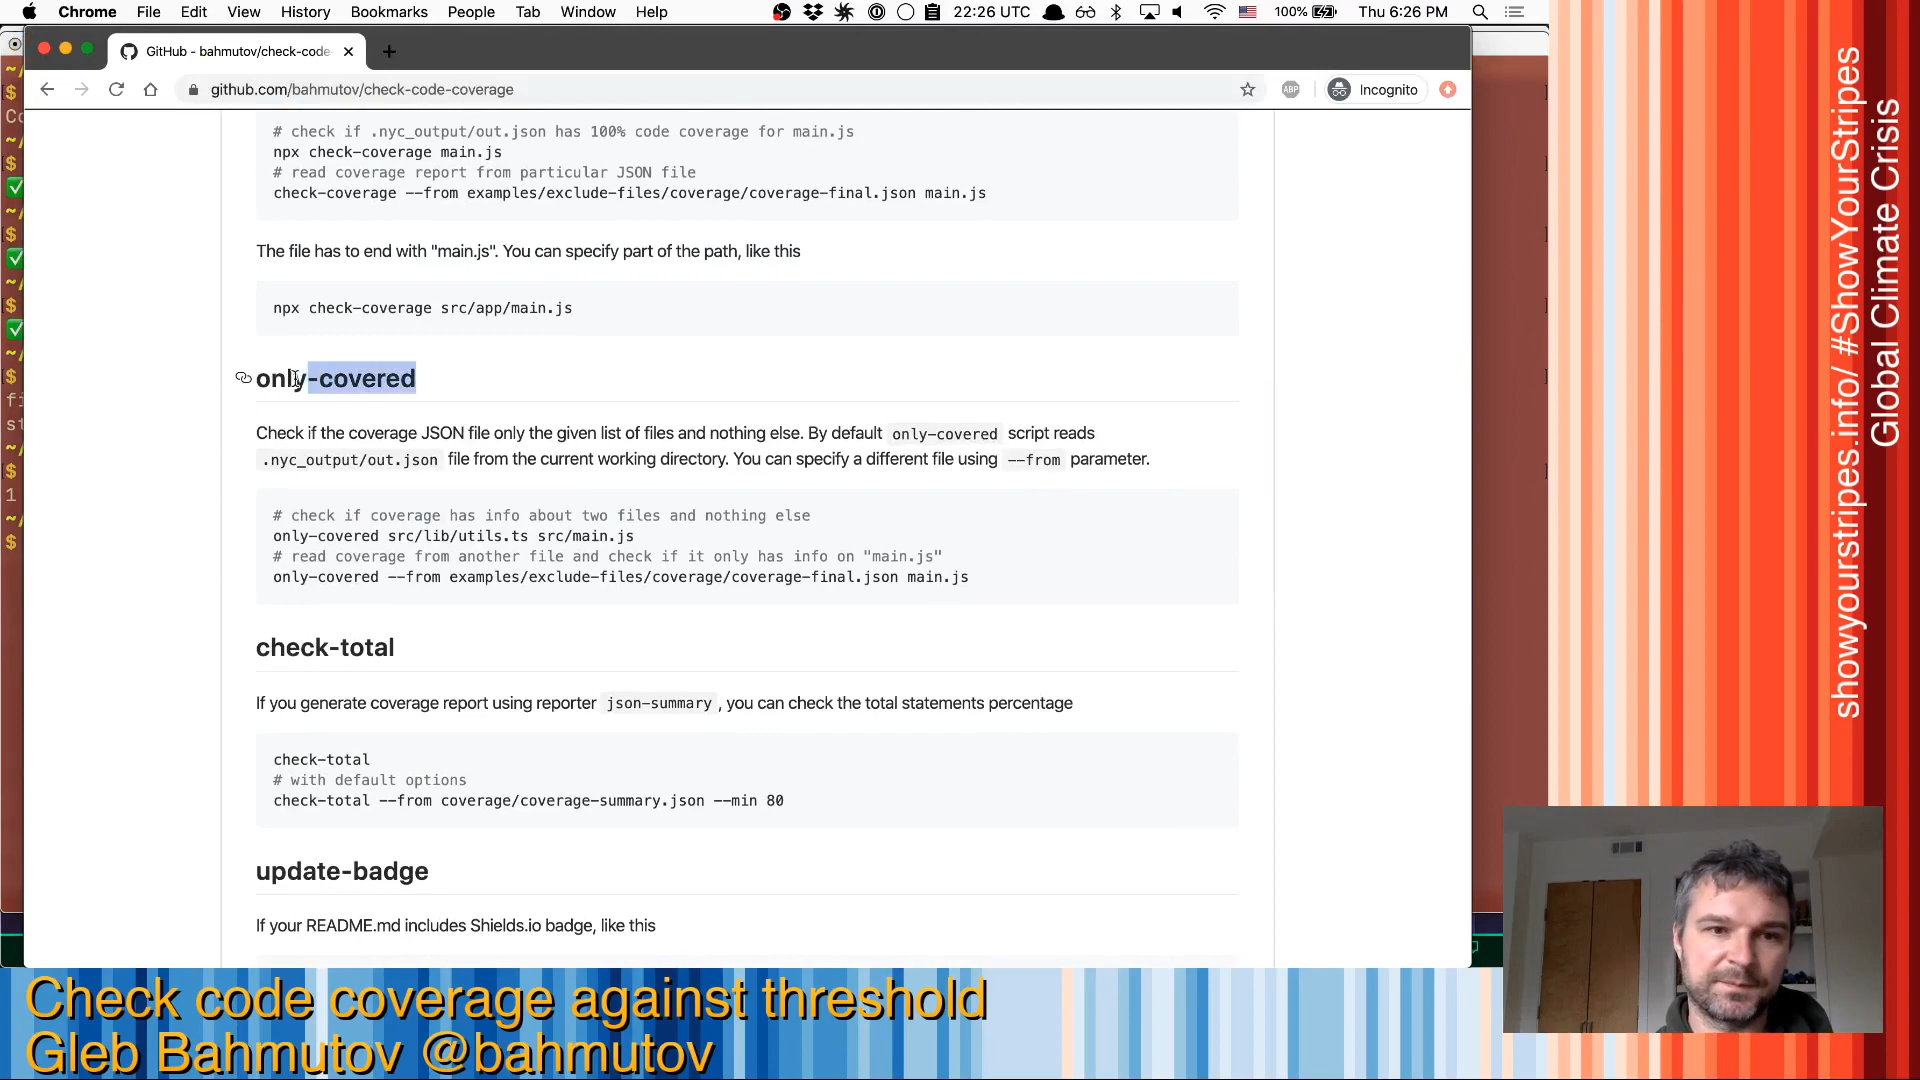 Chrome File Edit View History Bookmarks People Tab Window Help 22:26 UTC 100% Thu 6:26 PM
GitHub - bahmutov/check-code-
github.com/bahmutov/check-code-coverage
ABP
Incognito
# check if .nyc_output/out.json has 100% code coverage for main.js
npx check-coverage main.js
# read coverage report from particular JSON file
check-coverage --from examples/exclude-files/coverage/coverage-final.json main.js
The file has to end with "main.js". You can specify part of the path, like this
npx check-coverage src/app/main.js
only-covered
Check if the coverage JSON file only the given list of files and nothing else. By default only-covered script reads
.nyc_output/out.json file from the current working directory. You can specify a different file using --from parameter.
# check if coverage has info about two files and nothing else
only-covered src/lib/utils.ts src/main.js
# read coverage from another file and check if it only has info on "main.js"
only-covered --from examples/exclude-files/coverage/coverage-final.json main.js
check-total
If you generate coverage report using reporter json-summary, you can check the total statements percentage
check-total
# with default options
check-total --from coverage/coverage-summary.json --min 80
update-badge
If your README.md includes Shields.io badge, like this
showyourstripes.info/ #ShowYourStripes
Global Climate Crisis
Check code coverage against threshold
Gleb Bahmutov @bahmutov